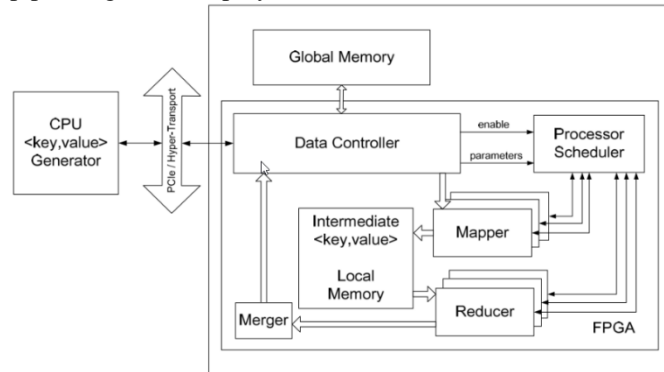 Global Memory
CPU
<key,value>
Generator
PCIe / Hyper-Transport
Data Controller
enable
parameters
Processor
Scheduler
Intermediate
<key,value>
Local
Memory
Mapper
Reducer
Merger
FPGA